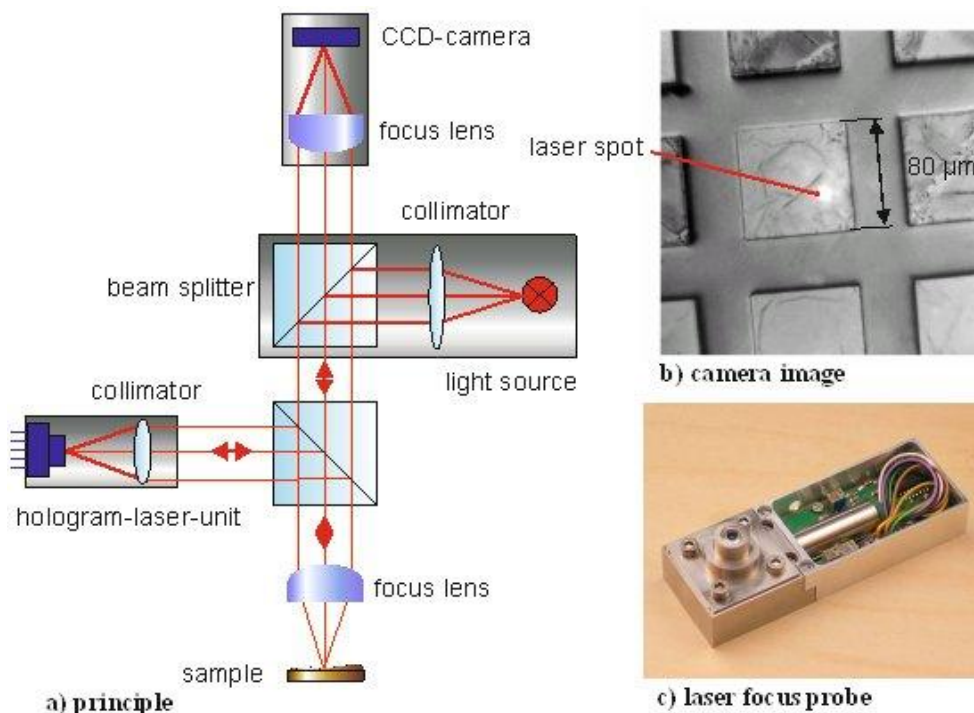 CCD-camera
focus lens
collimator
beam splitter
light source
collimator
hologram-laser-unit
focus lens
sample
a) principle
laser spot
80 µm
b) camera image
c) laser focus probe